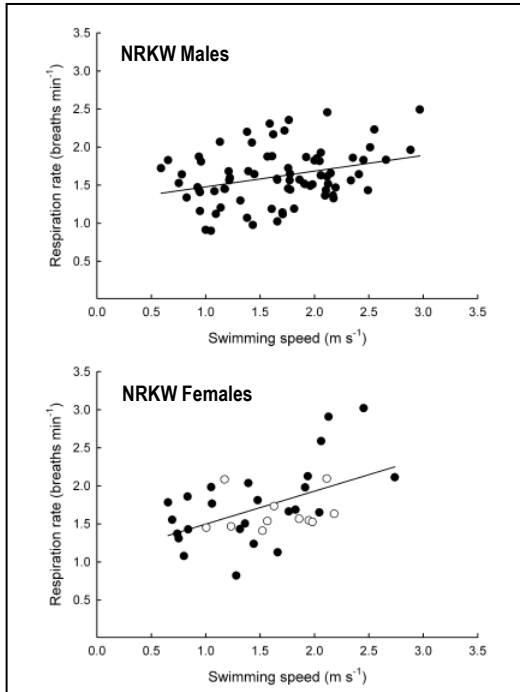 NRKW Males
Respiration rate (breaths min-1)
3.5
3.0
2.5
2.0
1.5
1.0
0.5
0.0 0.5 1.0 1.5 2.0 2.5 3.0 3.5
Swimming speed (m s-1)
NRKW Females
Respiration rate (breaths min-1)
3.5
3.0
2.5
2.0
1.5
1.0
0.5
0.0 0.5 1.0 1.5 2.0 2.5 3.0 3.5
Swimming speed (m s-1)